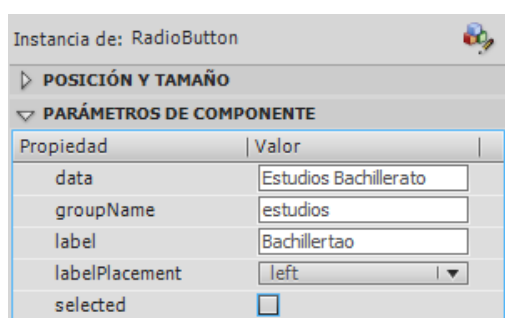 Instancia de: RadioButton
POSICIÓN Y TAMAÑO
PARÁMETROS DE COMPONENTE
Propiedad Valor
data Estudios Bachillerato
groupName estudios
label Bachillertao
labelPlacement left
selected